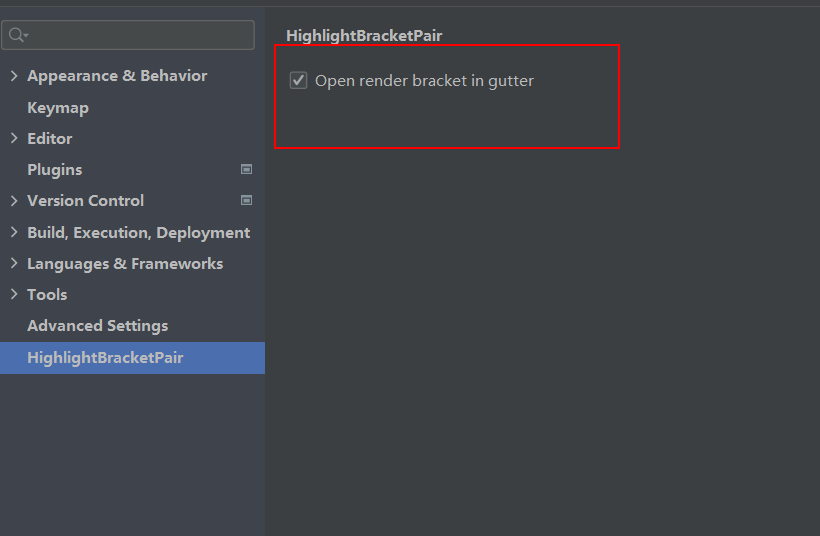 HighlightBracketPair
Open render bracket in gutter
Appearance & Behavior
Keymap
Editor
Plugins
Version Control
Build, Execution, Deployment
Languages & Frameworks
Tools
Advanced Settings
HighlightBracketPair